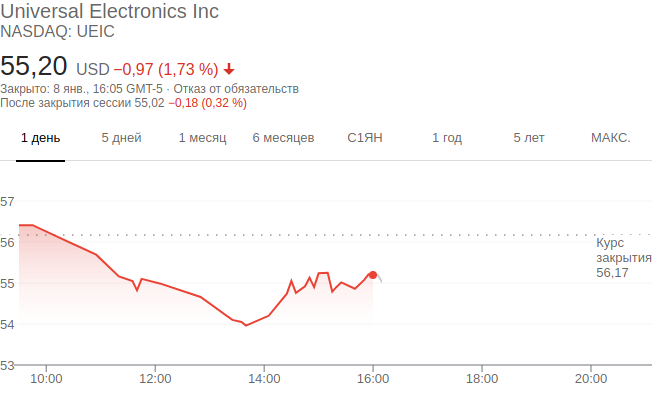 Universal Electronics Inc
NASDAQ: UEIC
55,20 USD −0,97 (1,73 %)
Закрыто: 8 янв., 16:05 GMT-5 · Отказ от обязательств
После закрытия сессии 55,02 −0,18 (0,32 %)
1 день 5 дней 1 месяц 6 месяцев С1ЯН 1 год 5 лет МАКС.
57
56
55
54
53
Курс
закрытия
56,17
10:00 12:00 14:00 16:00 18:00 20:00